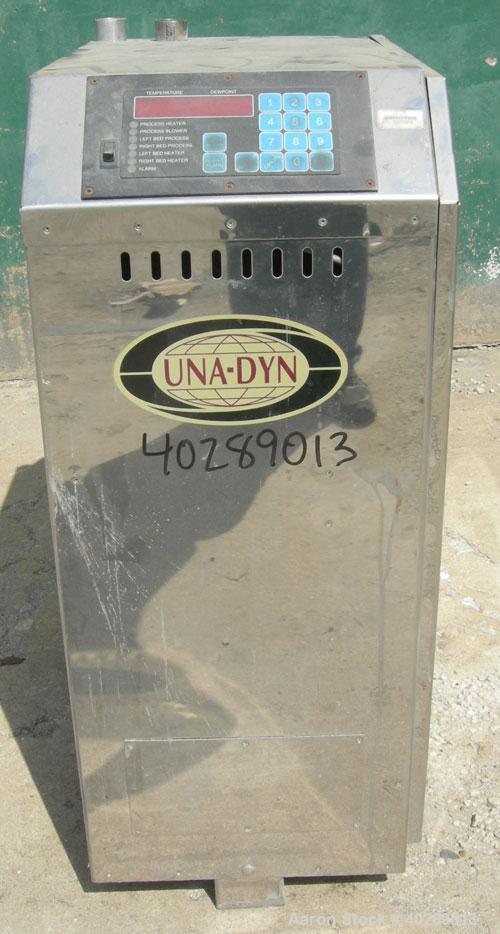 TEMPERATURE DEWPOINT
PROCESS HEATER
PROCESS BLOWER
LEFT BED PROCESS
RIGHT BED PROCESS
LEFT BED HEATER
RIGHT BED HEATER
ALARM
1 2 3
4 5 6
7 8 9
0
UNA-DYN
40289013
Aaron Stock # 40289013